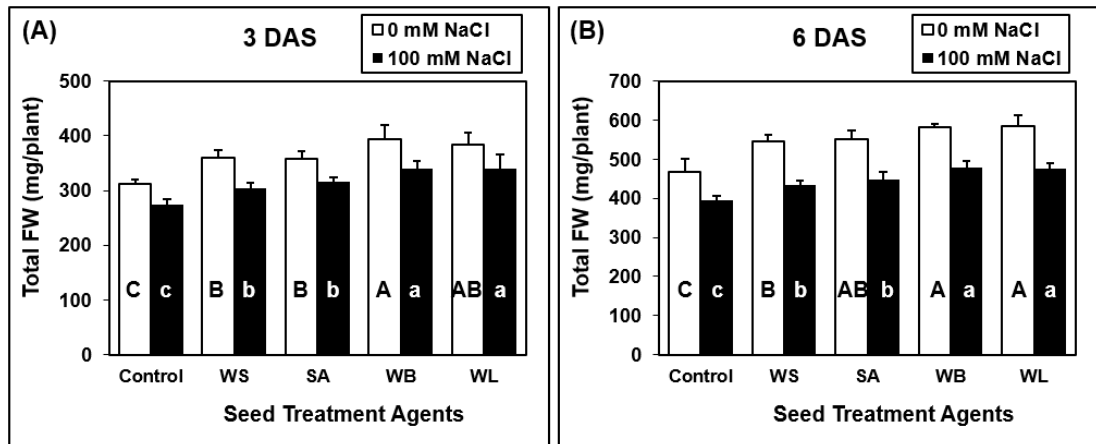 (A)
3 DAS
0 mM NaCl
100 mM NaCl
Total FW (mg/plant)
500
400
300
200
100
0
C c B b B b A a AB a
Control WS SA WB WL
Seed Treatment Agents
(B)
6 DAS
0 mM NaCl
100 mM NaCl
Total FW (mg/plant)
700
600
500
400
300
200
100
0
C c B b AB b A a A a
Control WS SA WB WL
Seed Treatment Agents